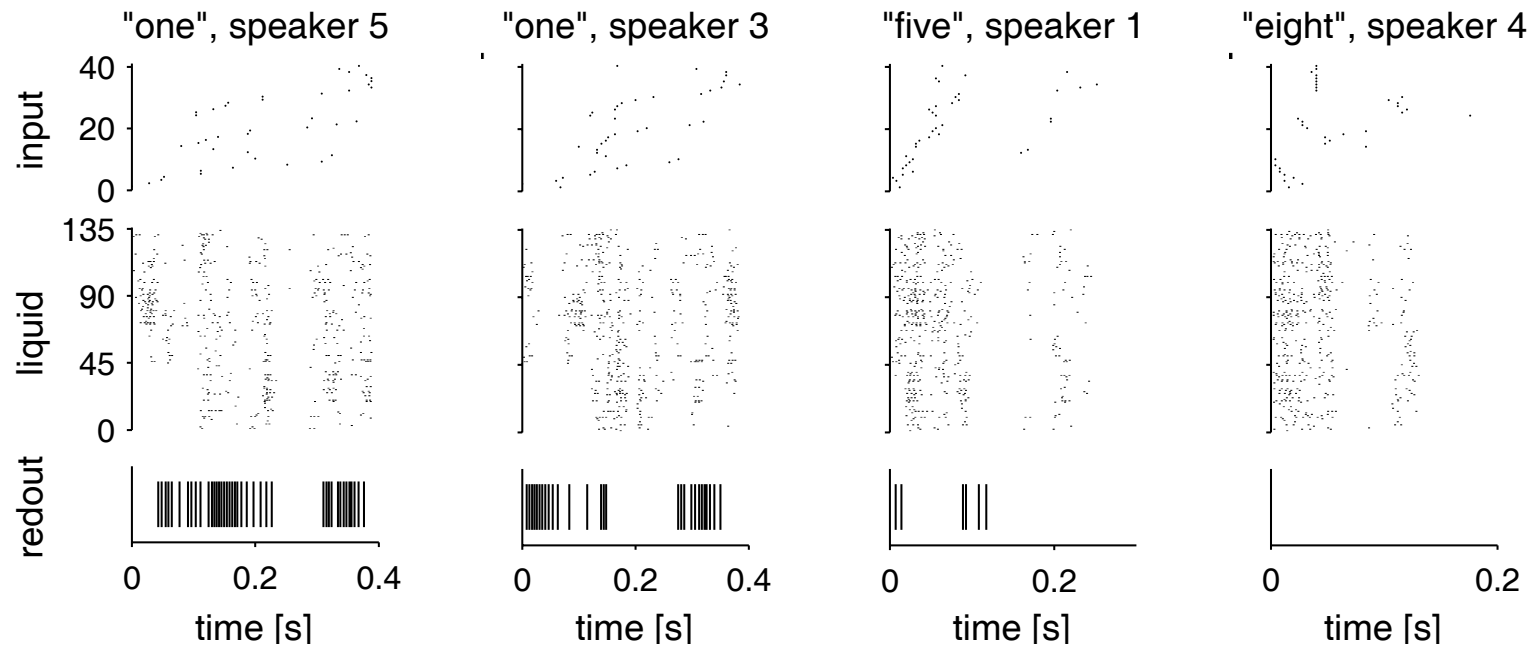 "one", speaker 5 "one", speaker 3 "five", speaker 1 "eight", speaker 4
input
40
20
0
liquid
135
90
45
0
redout
0 0.2 0.4 0 0.2 0.4 0 0.2 0 0.2
time [s] time [s] time [s] time [s]